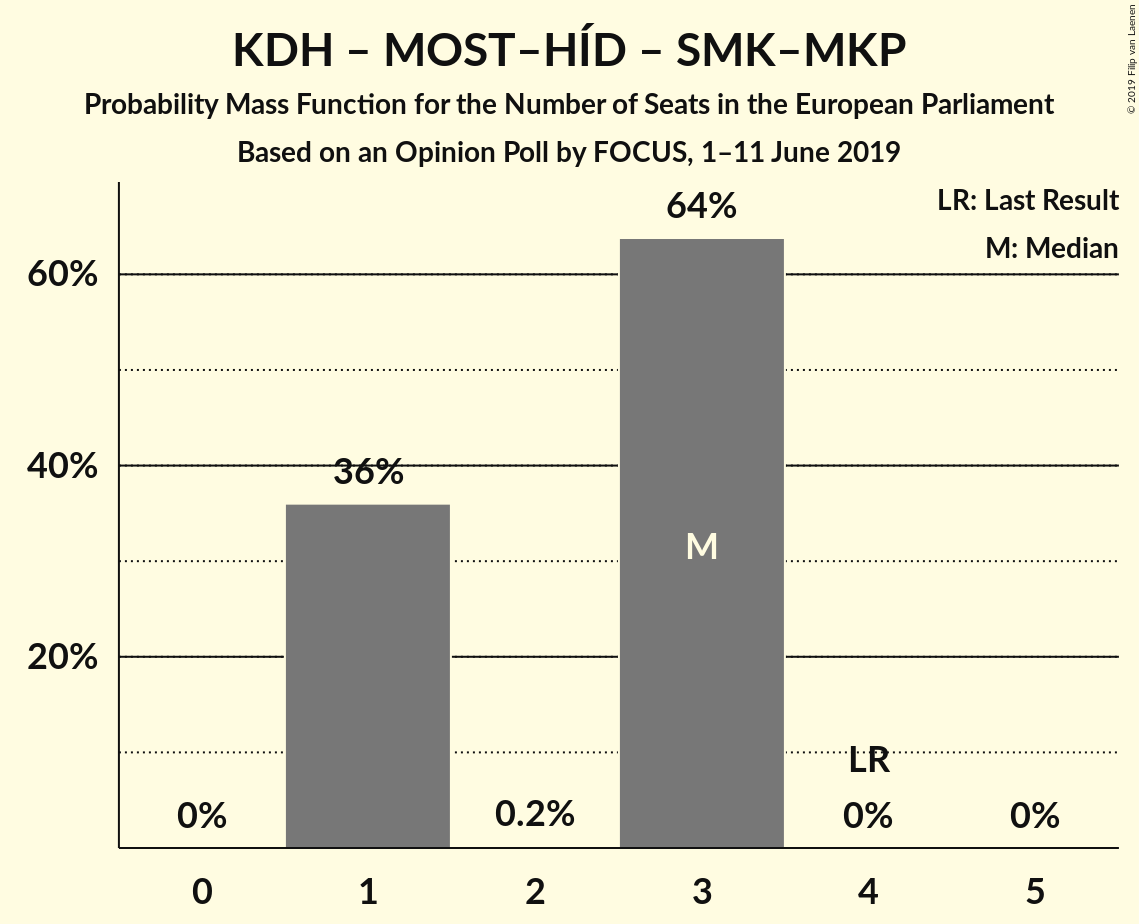 KDH – MOST–HÍD – SMK–MKP
Probability Mass Function for the Number of Seats in the European Parliament
Based on an Opinion Poll by FOCUS, 1–11 June 2019
© 2019 Filip van Laenen
LR: Last Result
M: Median
64%
60%
40%
36%
M
20%
LR
0%
0.2%
0%
0%
0 1 2 3 4 5